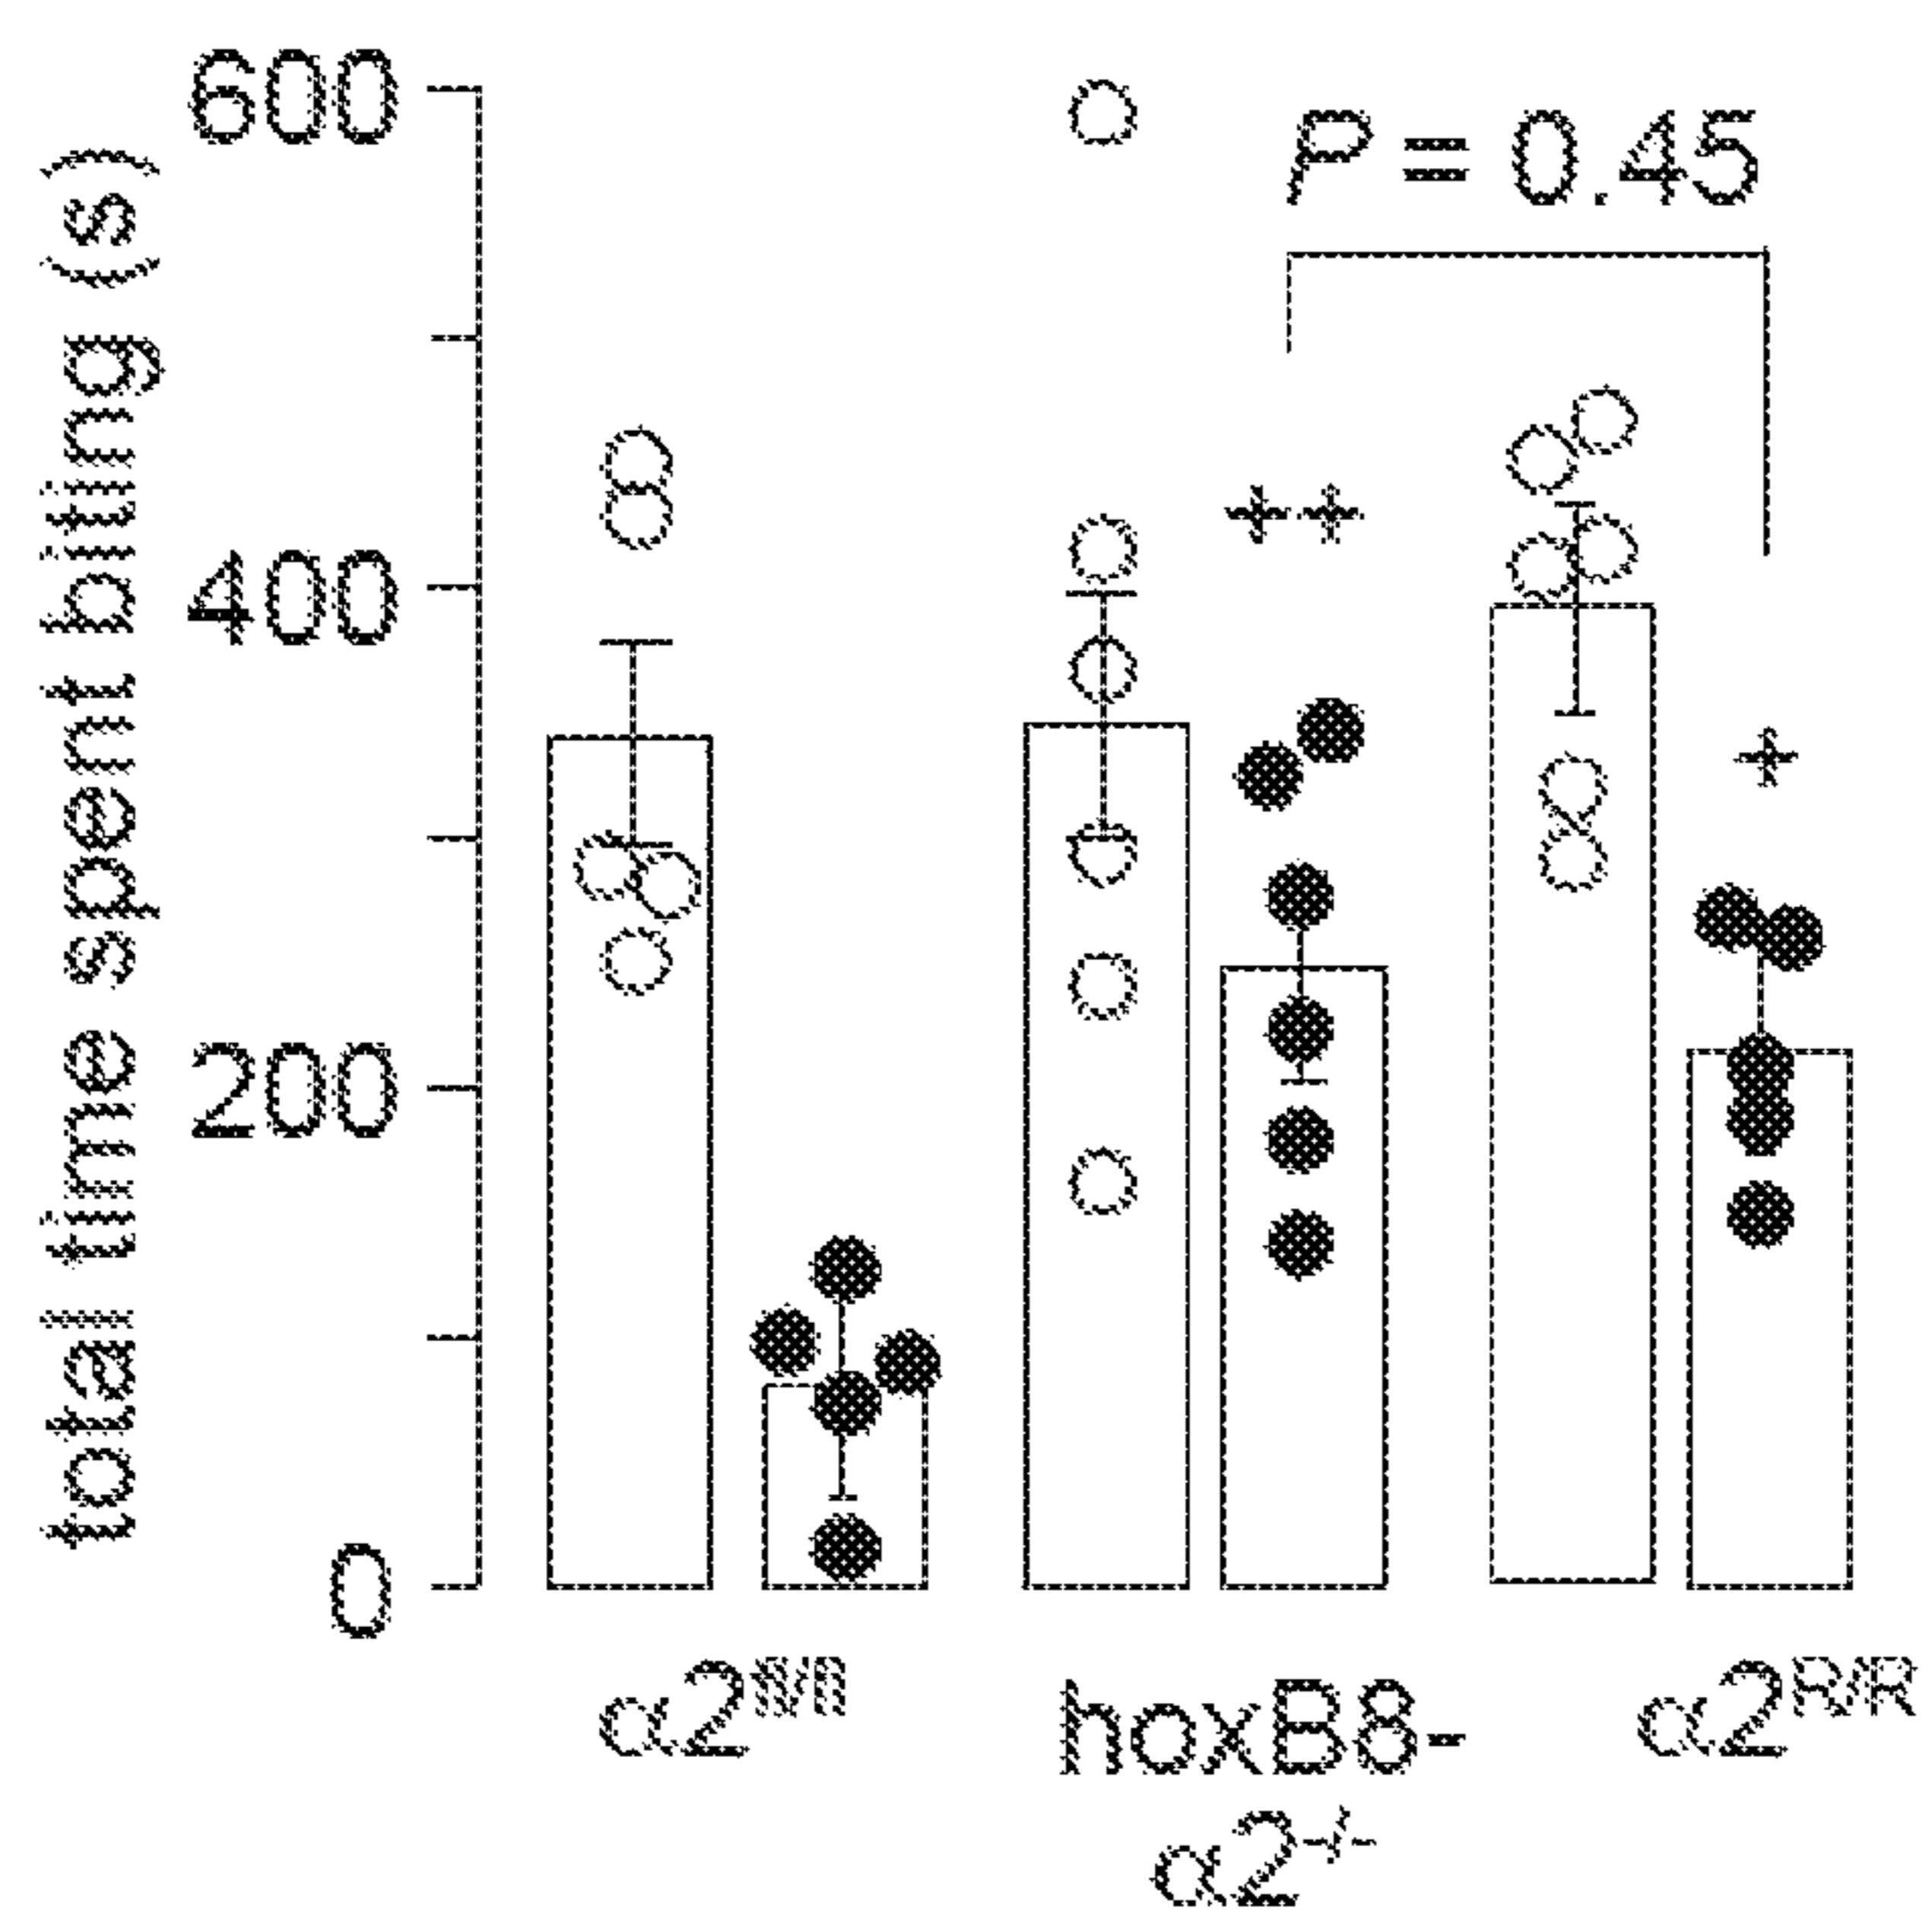 total time spent biting (s)
600
400
200
0
P = 0.45
++
+
α2fl/fl
hoxB8-
α2-/-
α2R/R